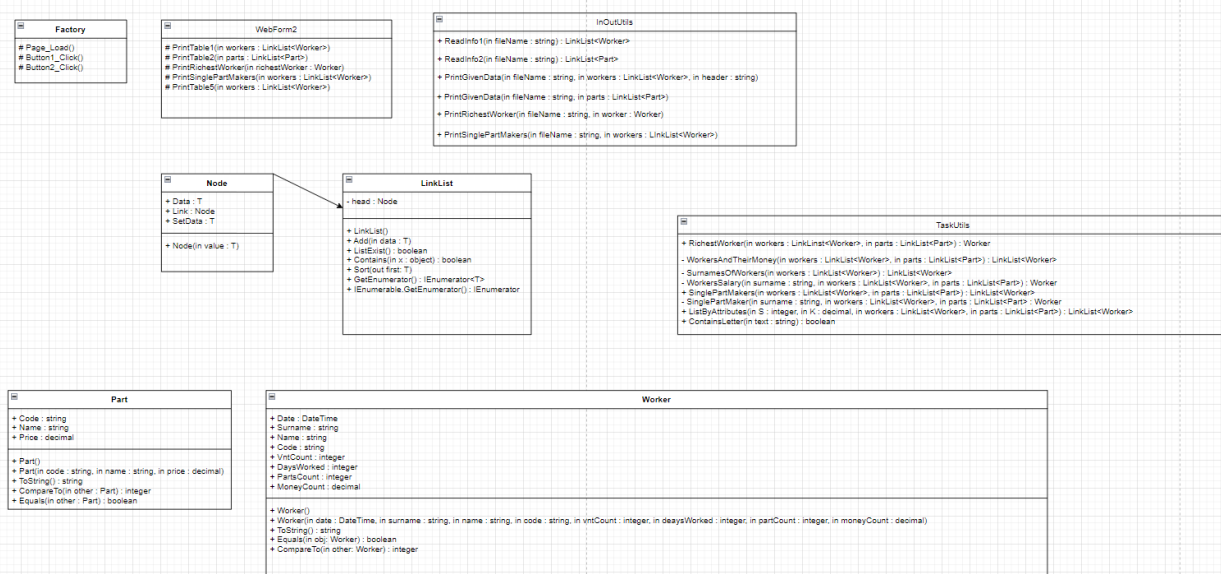 Factory
# Page_Load()
# Button1_Click()
# Button2_Click()
WebForm2
# PrintTable1(in workers : LinkList<Worker>)
# PrintTable2(in parts : LinkList<Part>)
# PrintRichestWorker(in richestWorker : Worker)
# PrintSinglePartMakers(in workers : LinkList<Worker>)
# PrintTable5(in workers : LinkList<Worker>)
InOutUtils
+ ReadInfo1(in fileName : string) : LinkList<Worker>
+ ReadInfo2(in fileName : string) : LinkList<Part>
+ PrintGivenData(in fileName : string, in workers : LinkList<Worker>, in header : string)
+ PrintGivenData(in fileName : string, in parts : LinkList<Part>)
+ PrintRichestWorker(in fileName : string, in worker : Worker)
+ PrintSinglePartMakers(in fileName : string, in workers : LInkList<Worker>)
Node
+ Data : T
+ Link : Node
+ SetData : T
+ Node(in value : T)
LinkList
- head : Node
+ LinkList()
+ Add(in data : T)
+ ListExist() : boolean
+ Contains(in x : object) : boolean
+ Sort(out first: T)
+ GetEnumerator() : IEnumerator<T>
+ IEnumerable.GetEnumerator() : IEnumerator
TaskUtils
+ RichestWorker(in workers : LinkLinst<Worker>, in parts : LinkList<Part>) : Worker
- WorkersAndTheirMoney(in workers : LinkList<Worker>, in parts : LinkList<Part>) : LinkList<Worker>
- SurnamesOfWorkers(in workers : LinkList<Worker>) : LinkList<Worker>
- WorkersSalary(in surname : string, in workers : LinkList<Worker>, in parts : LinkList<Part>) : Worker
+ SinglePartMakers(in workers : LinkList<Worker>, in parts : LinkList<Part>) : LinkList<Worker>
- SinglePartMaker(in surname : string, in workers : LinkList<Worker>, in parts : LinkList<Part> : Worker
+ ListByAttributes(in S : integer, in K : decimal, in workers : LinkList<Worker>, in parts : LinkList<Part>) : LinkList<Worker>
+ ContainsLetter(in text : string) : boolean
Part
+ Code : string
+ Name : string
+ Price : decimal
+ Part()
+ Part(in code : string, in name : string, in price : decimal)
+ ToString() : string
+ CompareTo(in other : Part) : integer
+ Equals(in other : Part) : boolean
Worker
+ Date : DateTime
+ Surname : string
+ Name : string
+ Code : string
+ VntCount : integer
+ DaysWorked : integer
+ PartsCount : integer
+ MoneyCount : decimal
+ Worker()
+ Worker(in date : DateTime, in surname : string, in name : string, in code : string, in vntCount : integer, in deaysWorked : integer, in partCount : integer, in moneyCount : decimal)
+ ToString() : string
+ Equals(in obj: Worker) : boolean
+ CompareTo(in other: Worker) : integer